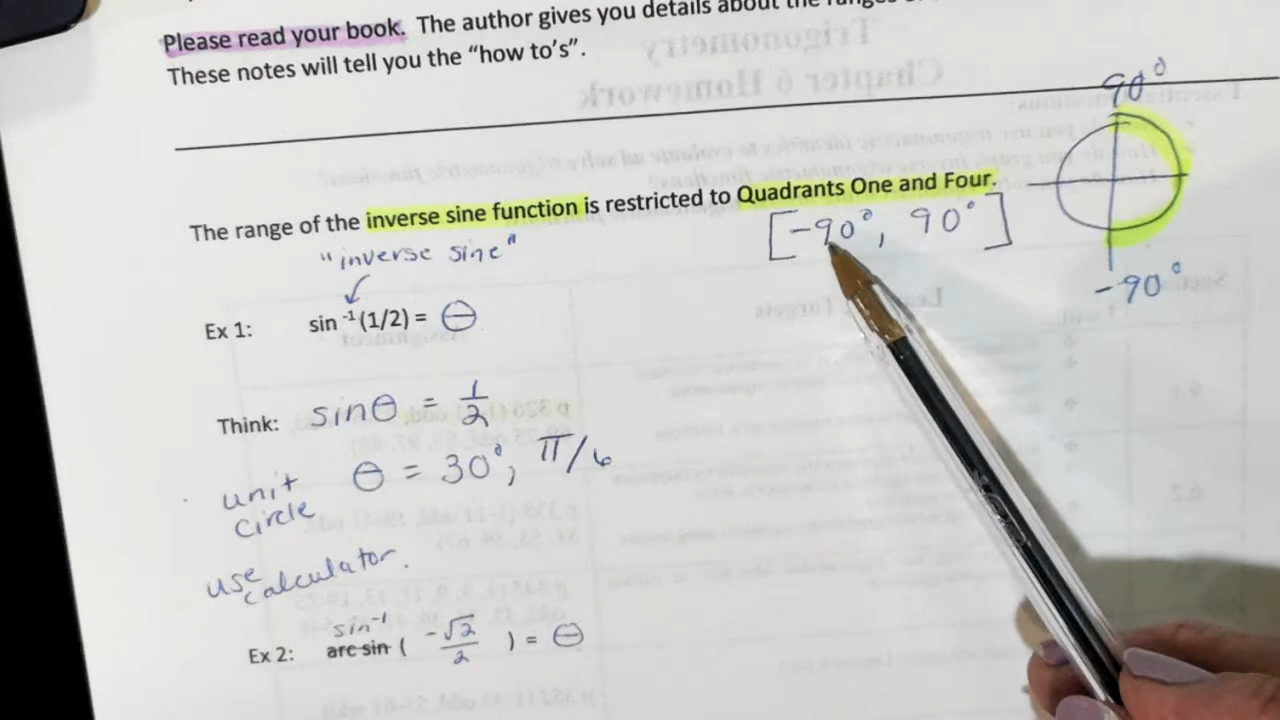 Please read your book. The author gives you details about the ranges
These notes will tell you the "how to's".
90°
The range of the inverse sine function is restricted to Quadrants One and Four.
[-90°, 90°]
-90°
"inverse sine"
Ex 1: sin ⁻¹(1/2) = θ
Think: sinθ = 1/2
unit circle θ = 30°, π/6
use calculator.
sin⁻¹
Ex 2: arc sin ( -√2/2 ) = θ